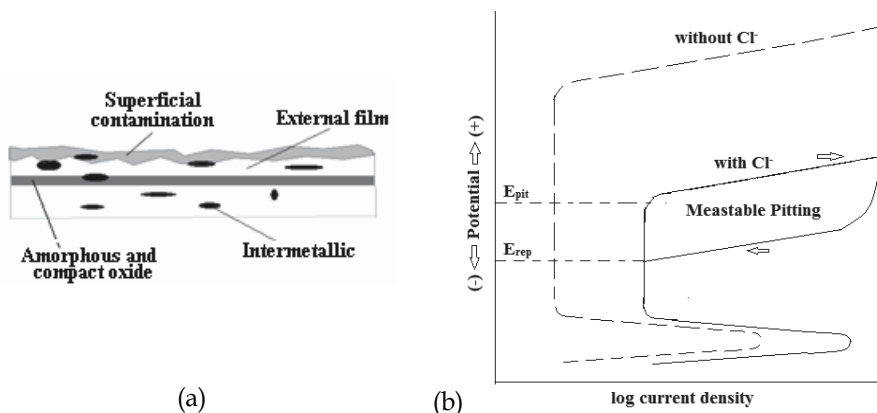 Superficial
contamination
External film
Amorphous and
compact oxide
Intermetallic
(a)
without Cl-
with Cl-
Epit
Meastable Pitting
Erep
(-) Potential (+)
log current density
(b)